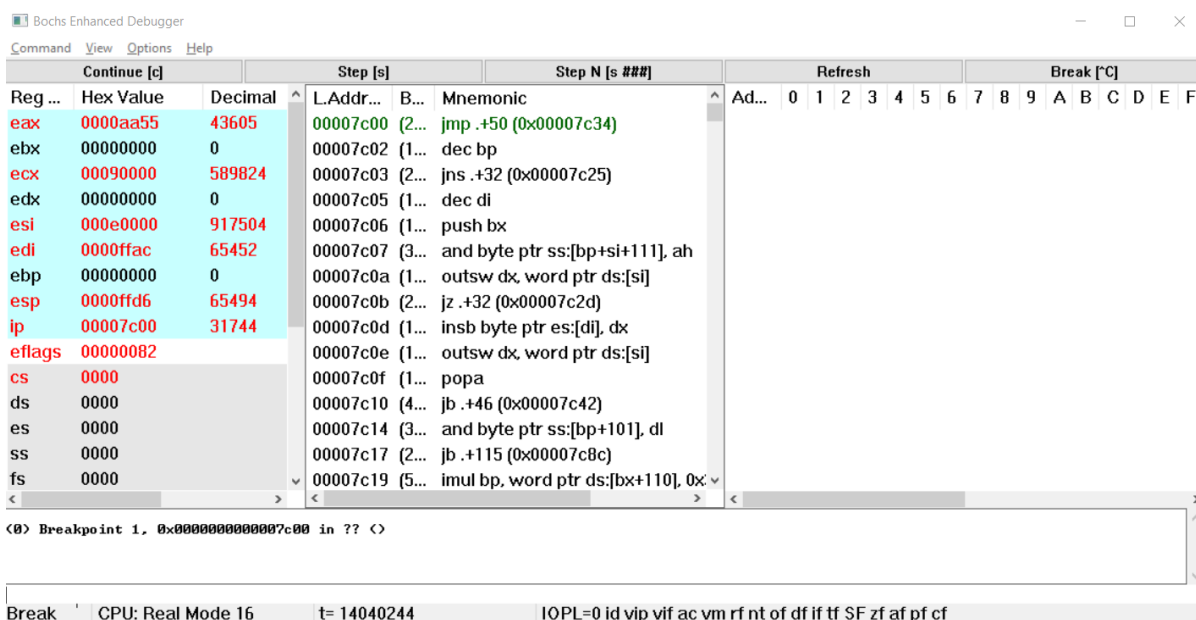 Bochs Enhanced Debugger
Command View Options Help
Continue [c] Step [s] Step N [s ###] Refresh Break [^C]
Reg ... Hex Value Decimal
eax 0000aa55 43605
ebx 00000000 0
ecx 00090000 589824
edx 00000000 0
esi 000e0000 917504
edi 0000ffac 65452
ebp 00000000 0
esp 0000ffd6 65494
ip 00007c00 31744
eflags 00000082
cs 0000
ds 0000
es 0000
ss 0000
fs 0000
L.Addr... B... Mnemonic
00007c00 (2... jmp .+50 (0x00007c34)
00007c02 (1... dec bp
00007c03 (2... jns .+32 (0x00007c25)
00007c05 (1... dec di
00007c06 (1... push bx
00007c07 (3... and byte ptr ss:[bp+si+111], ah
00007c0a (1... outsw dx, word ptr ds:[si]
00007c0b (2... jz .+32 (0x00007c2d)
00007c0d (1... insb byte ptr es:[di], dx
00007c0e (1... outsw dx, word ptr ds:[si]
00007c0f (1... popa
00007c10 (4... jb .+46 (0x00007c42)
00007c14 (3... and byte ptr ss:[bp+101], dl
00007c17 (2... jb .+115 (0x00007c8c)
00007c19 (5... imul bp, word ptr ds:[bx+110], 0x
Ad... 0 1 2 3 4 5 6 7 8 9 A B C D E F
(0) Breakpoint 1, 0x0000000000007c00 in ?? ()
Break CPU: Real Mode 16 t= 14040244 IOPL=0 id vip vif ac vm rf nt of df if tf SF zf af pf cf